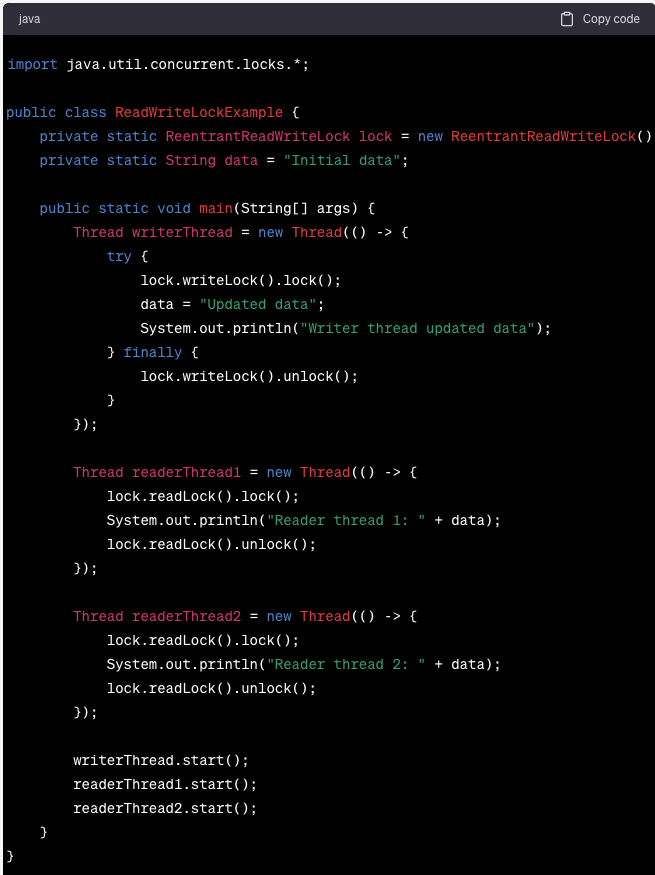 java
Copy code
import java.util.concurrent.locks.*;
public class ReadWriteLockExample {
    private static ReentrantReadWriteLock lock = new ReentrantReadWriteLock()
    private static String data = "Initial data";
    public static void main(String[] args) {
        Thread writerThread = new Thread(() -> {
            try {
                lock.writeLock().lock();
                data = "Updated data";
                System.out.println("Writer thread updated data");
            } finally {
                lock.writeLock().unlock();
            }
        });
        Thread readerThread1 = new Thread(() -> {
            lock.readLock().lock();
            System.out.println("Reader thread 1: " + data);
            lock.readLock().unlock();
        });
        Thread readerThread2 = new Thread(() -> {
            lock.readLock().lock();
            System.out.println("Reader thread 2: " + data);
            lock.readLock().unlock();
        });
        writerThread.start();
        readerThread1.start();
        readerThread2.start();
    }
}